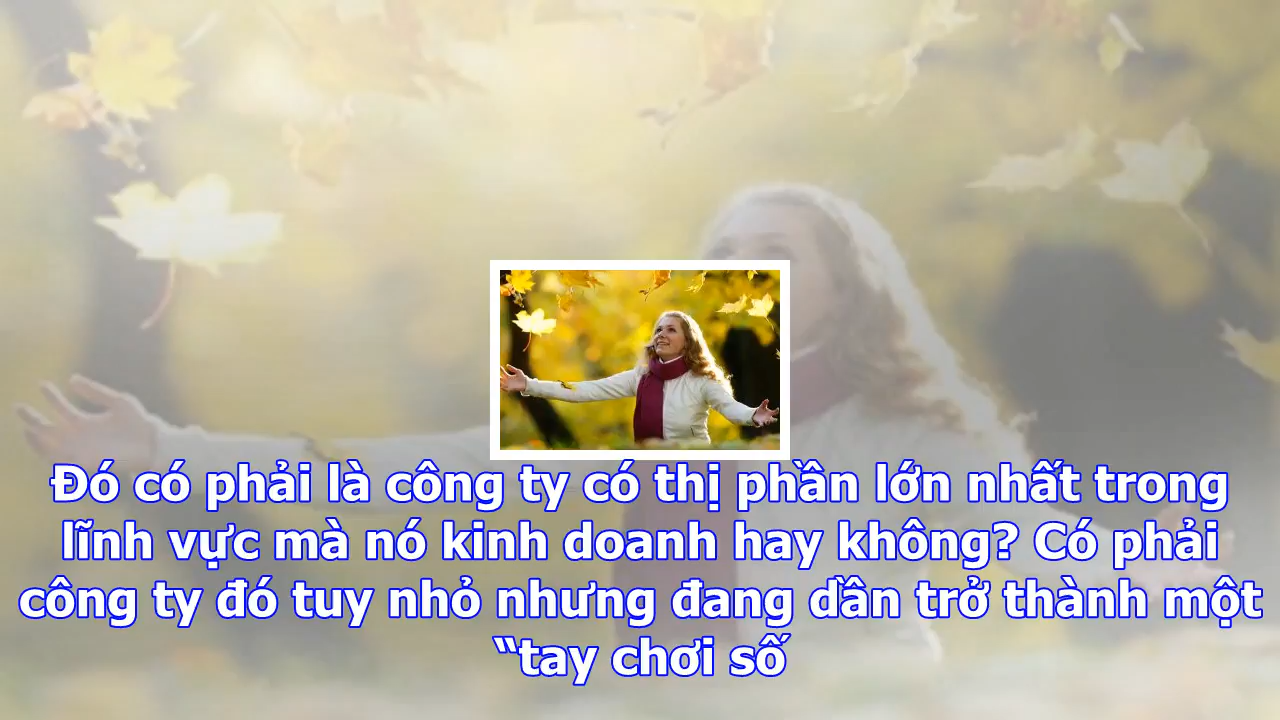 Đó có phải là công ty có thị phần lớn nhất trong
lĩnh vực mà nó kinh doanh hay không? Có phải
công ty đó tuy nhỏ nhưng đang dần trở thành một
“tay chơi số